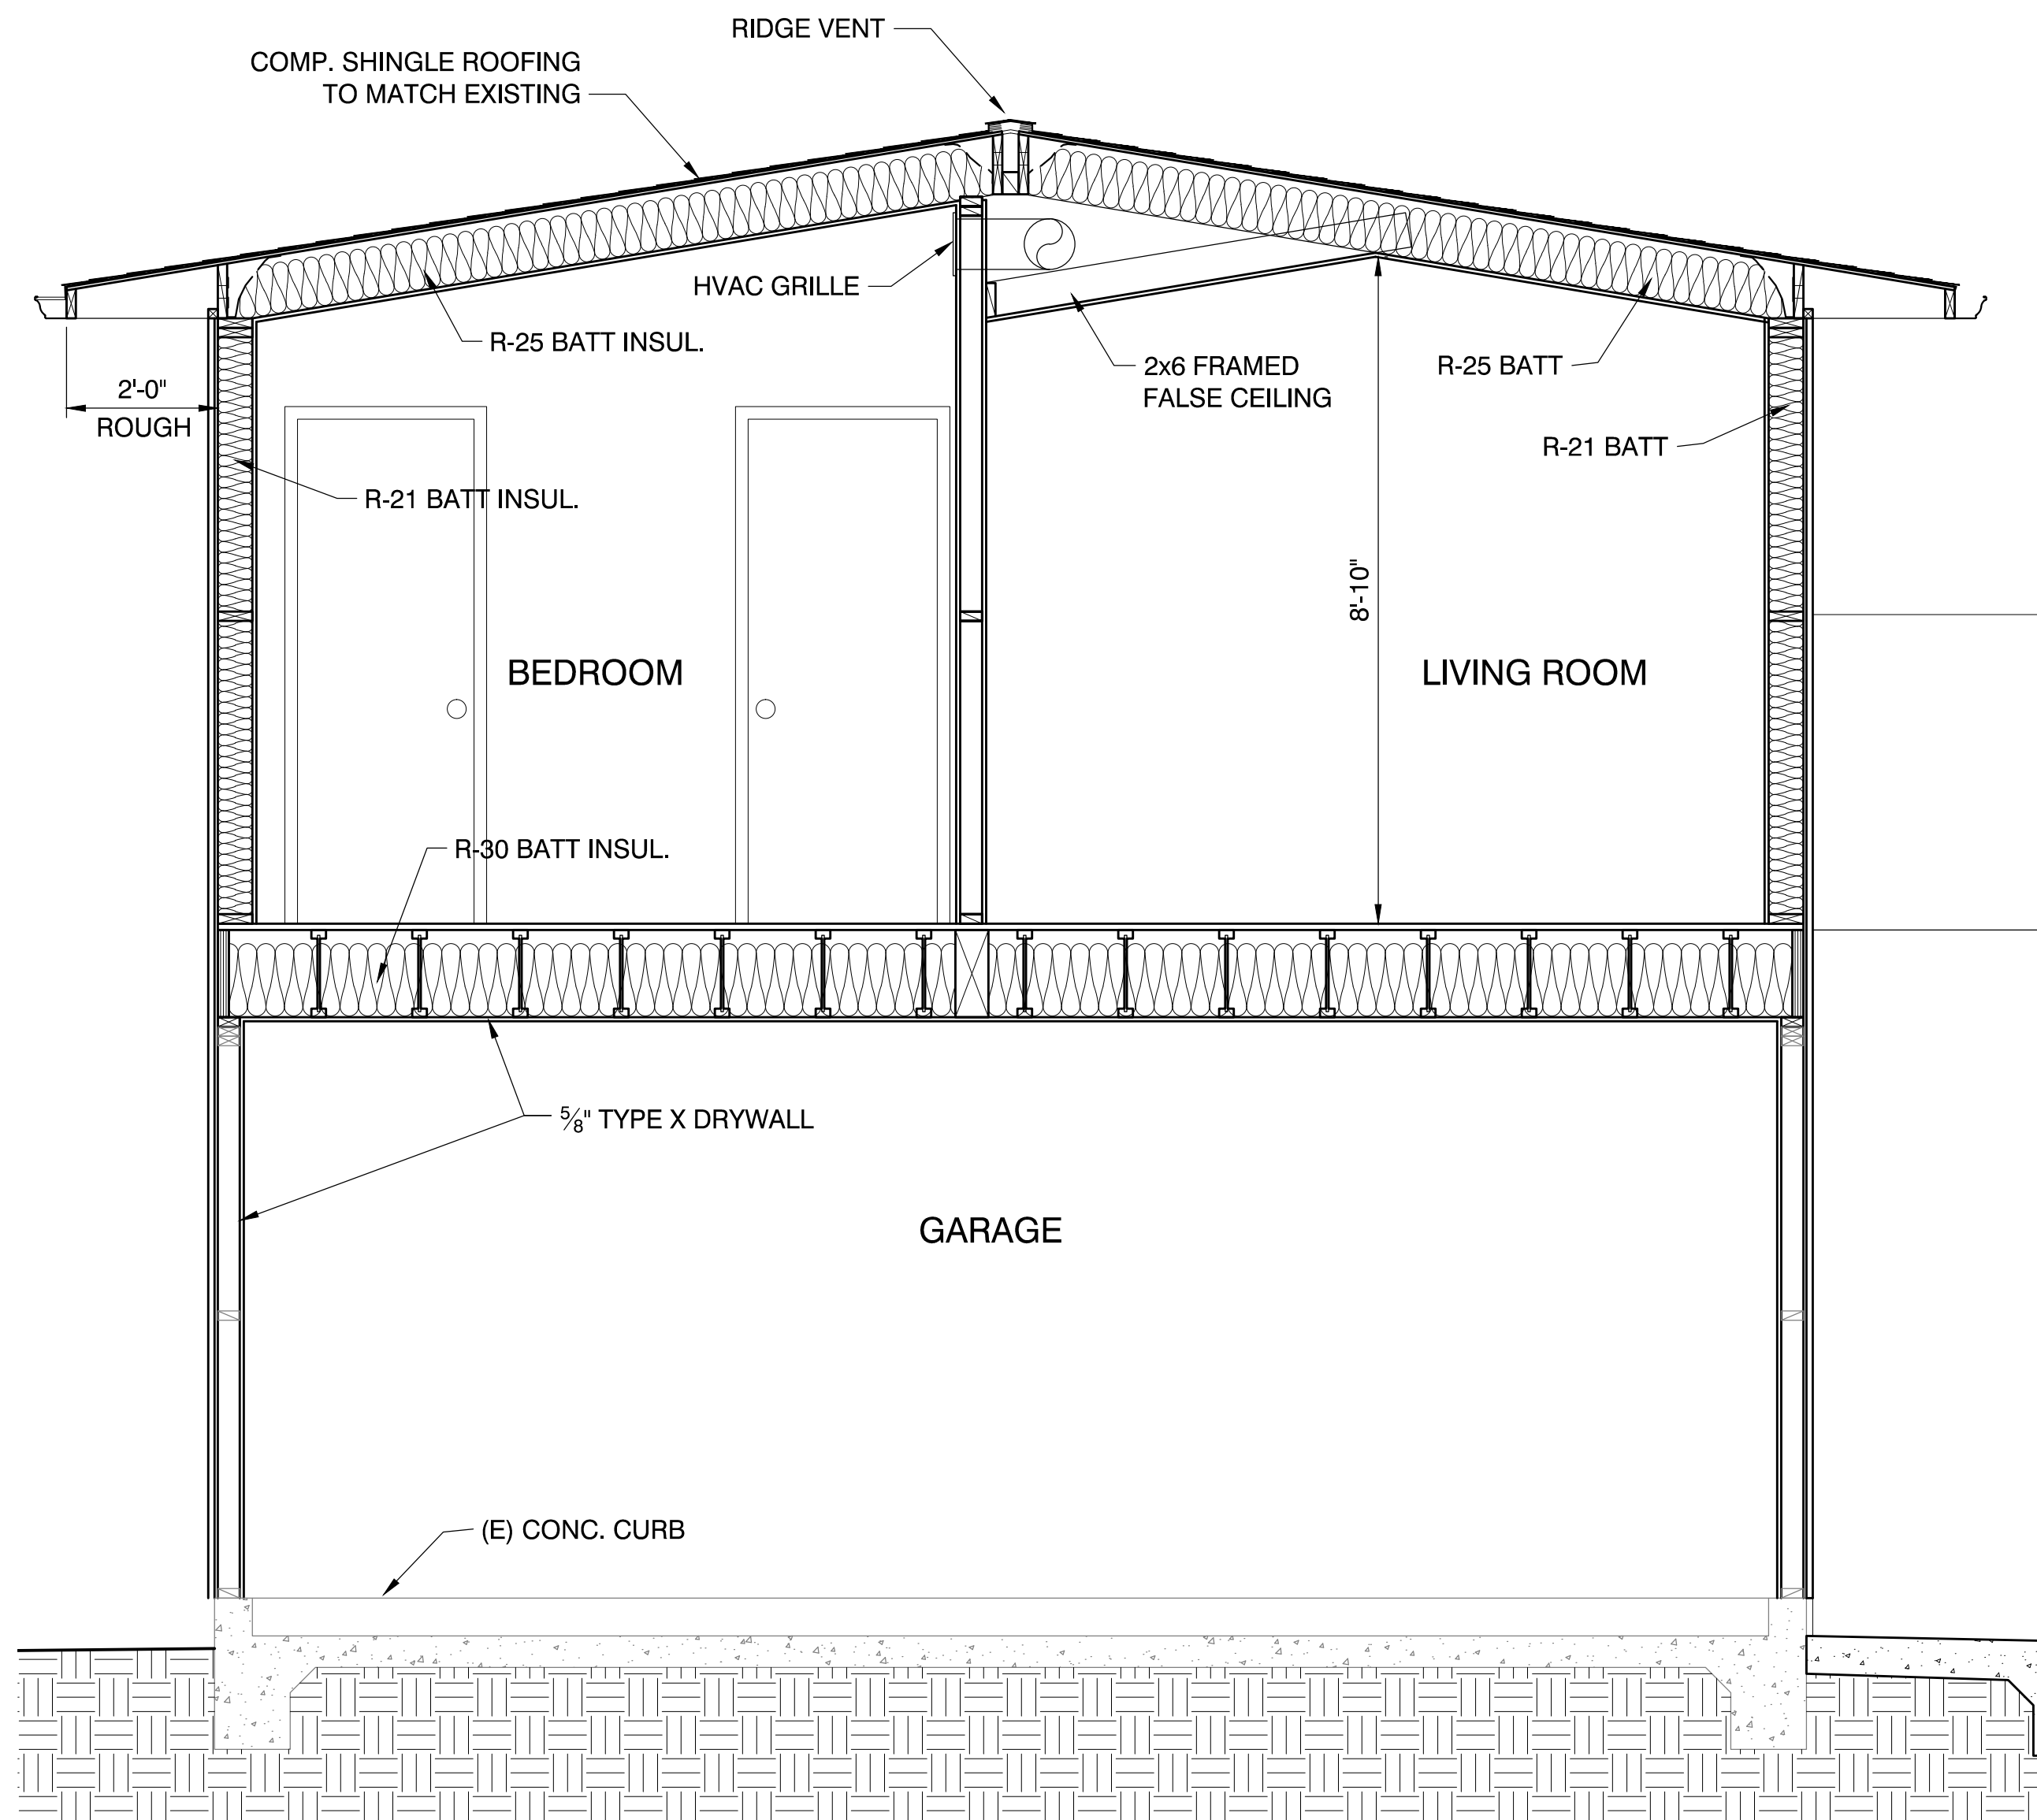 RIDGE VENT
COMP. SHINGLE ROOFING
TO MATCH EXISTING
HVAC GRILLE
R-25 BATT INSUL.
2x6 FRAMED
FALSE CEILING
R-25 BATT
2'-0"
ROUGH
R-21 BATT
R-21 BATT INSUL.
8'-10"
BEDROOM
LIVING ROOM
R-30 BATT INSUL.
⅝" TYPE X DRYWALL
GARAGE
(E) CONC. CURB